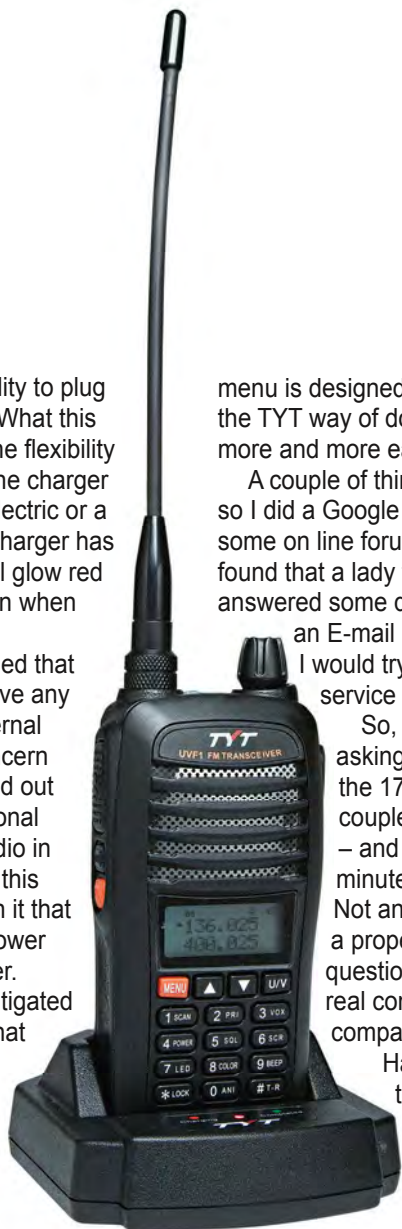 lity to plug
What this
ne flexibility
he charger
ectric or a
harger has
l glow red
n when
ed that
ve any
ernal
cern
d out
onal
dio in
this
n it that
ower
er.
tigated
hat
menu is designed
the TYT way of do
more and more ea
A couple of thin
so I did a Google
some on line foru
found that a lady
answered some c
an E-mail
I would try
service
So,
asking
the 17
couple
– and
minute
Not an
a prope
questio
real cor
compa
Ha
t
TYT
UVF1 FM TRANSCEIVER
-136.025
400.025
MENU ▲ ▼ U/V
1 SCAN 2 PRI 3 VOX
4 POWER 5 SQL 6 SCR
7 LED 8 COLOR 9 BEEP
* LOCK 0 ANI # T-R
TYT